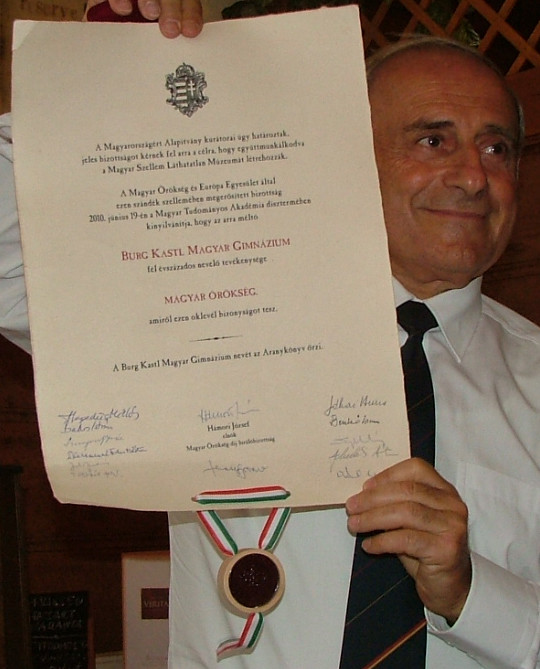 A Magyarországért Alapítvány kurátorai úgy határoztak,
jeles bizottságot kérnek fel arra a célra, hogy együttmunkálkodva
a Magyar Szellem Láthatatlan Múzeumát létrehozzák.
A Magyar Örökség és Európa Egyesület által
ezen szándék szellemében megerősített bizottság
2010. június 19-én a Magyar Tudományos Akadémia dísztermében
kinyilvánítja, hogy az arra méltó
BURG KASTL MAGYAR GIMNÁZIUM
fel évszázados nevelő tevékenysége
MAGYAR ÖRÖKSÉG,
amiről ezen oklevél bizonyságot tesz.
A Burg Kastl Magyar Gimnázium nevét az Aranykönyv őrzi.
Hámori József
elnök
Magyar Örökség díj bírálóbizottság